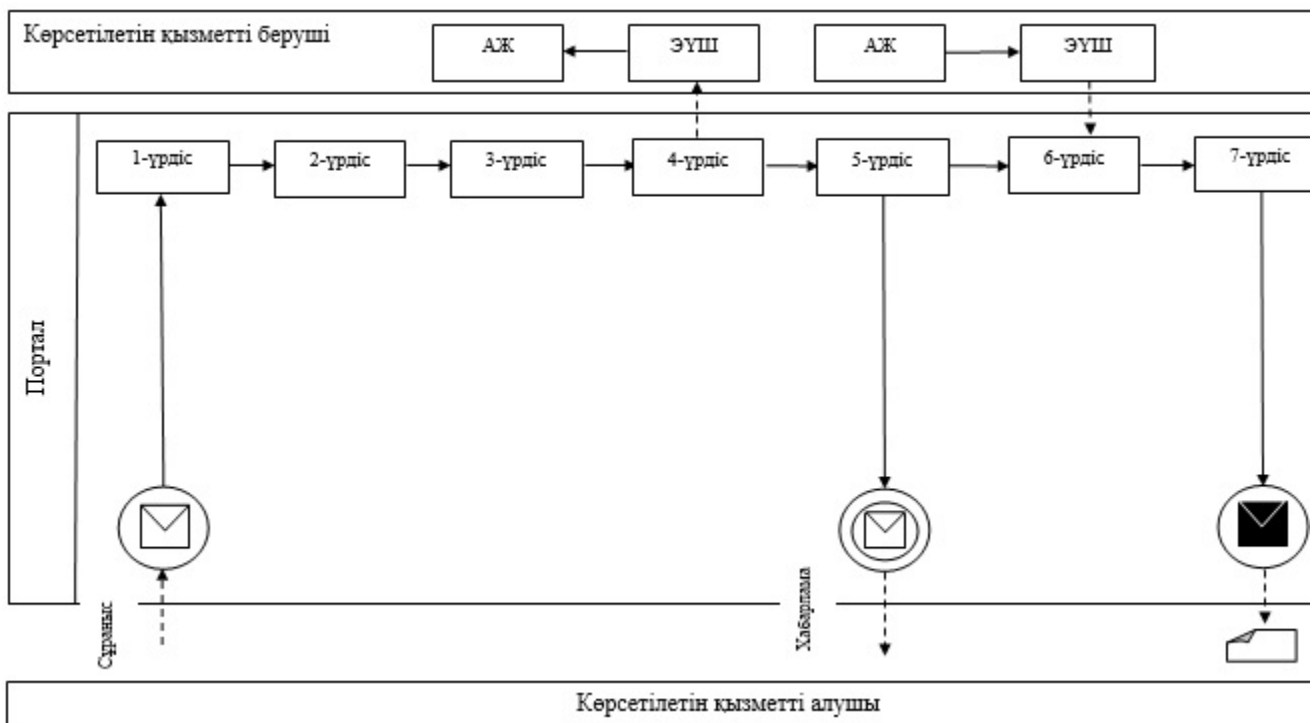 Көрсетілетін қызметті беруші
АЖ
ЭҮШ
АЖ
ЭҮШ
1-үрдіс
2-үрдіс
3-үрдіс
4-үрдіс
5-үрдіс
6-үрдіс
7-үрдіс
Портал
Сұраныс
Хабарлама
Көрсетілетін қызметті алушы